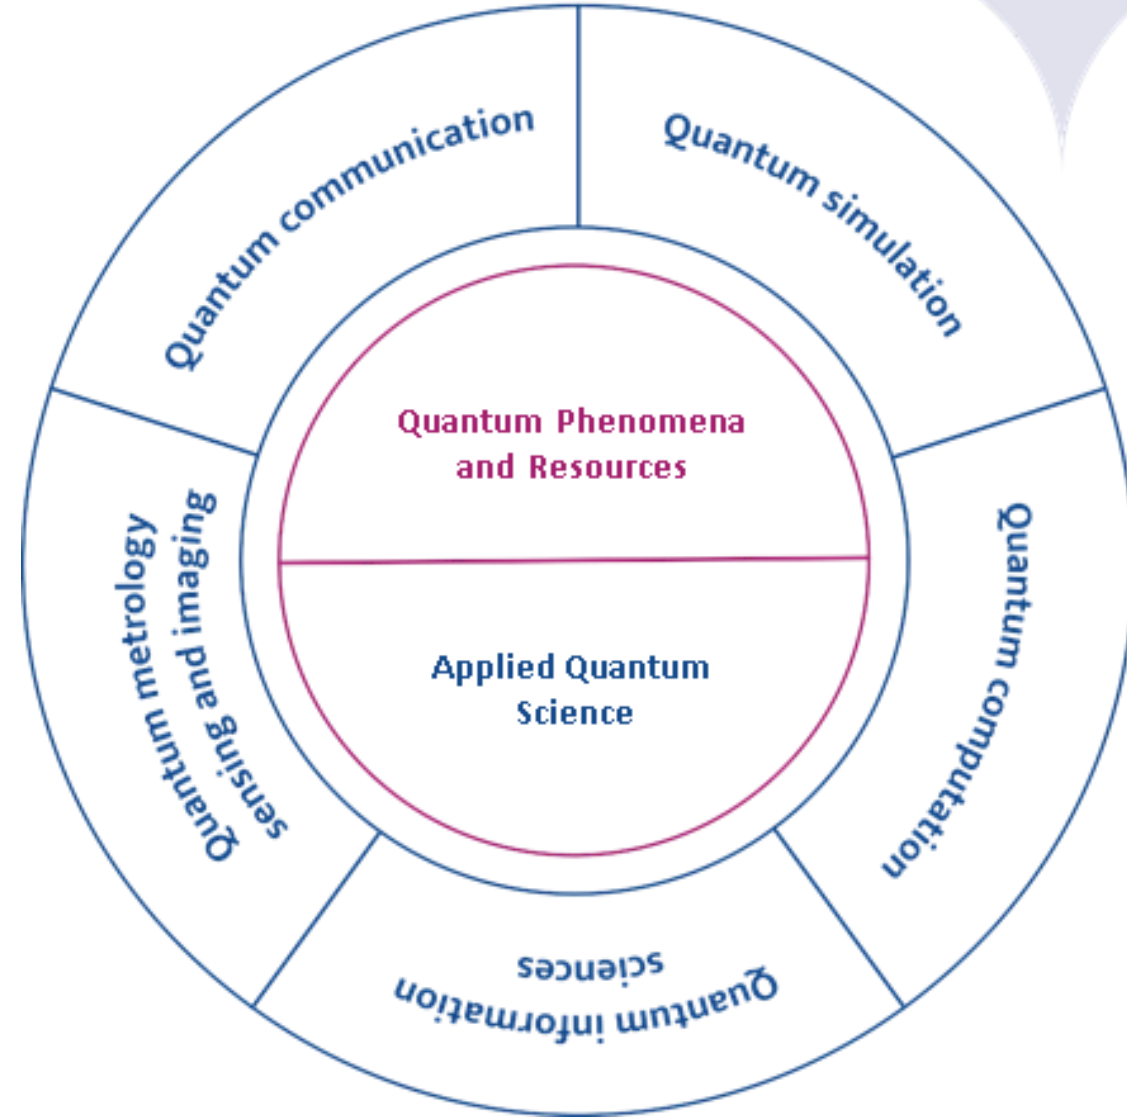 Quantum communication
Quantum simulation
Quantum computation
Quantum information
sciences
Quantum metrology
sensing and imaging
Quantum Phenomena
and Resources
Applied Quantum
Science